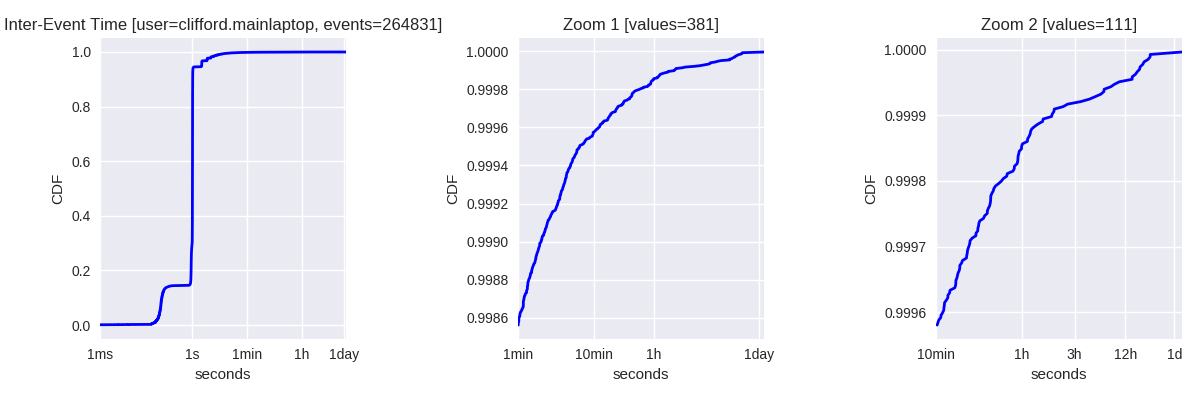 Inter-Event Time [user=clifford.mainlaptop, events=264831]
CDF
1.0
0.8
0.6
0.4
0.2
0.0
1ms
1s
1min
1h
1day
seconds
Zoom 1 [values=381]
CDF
1.0000
0.9998
0.9996
0.9994
0.9992
0.9990
0.9988
0.9986
1min
10min
1h
1day
seconds
Zoom 2 [values=111]
CDF
1.0000
0.9999
0.9998
0.9997
0.9996
10min
1h
3h
12h
1d
seconds